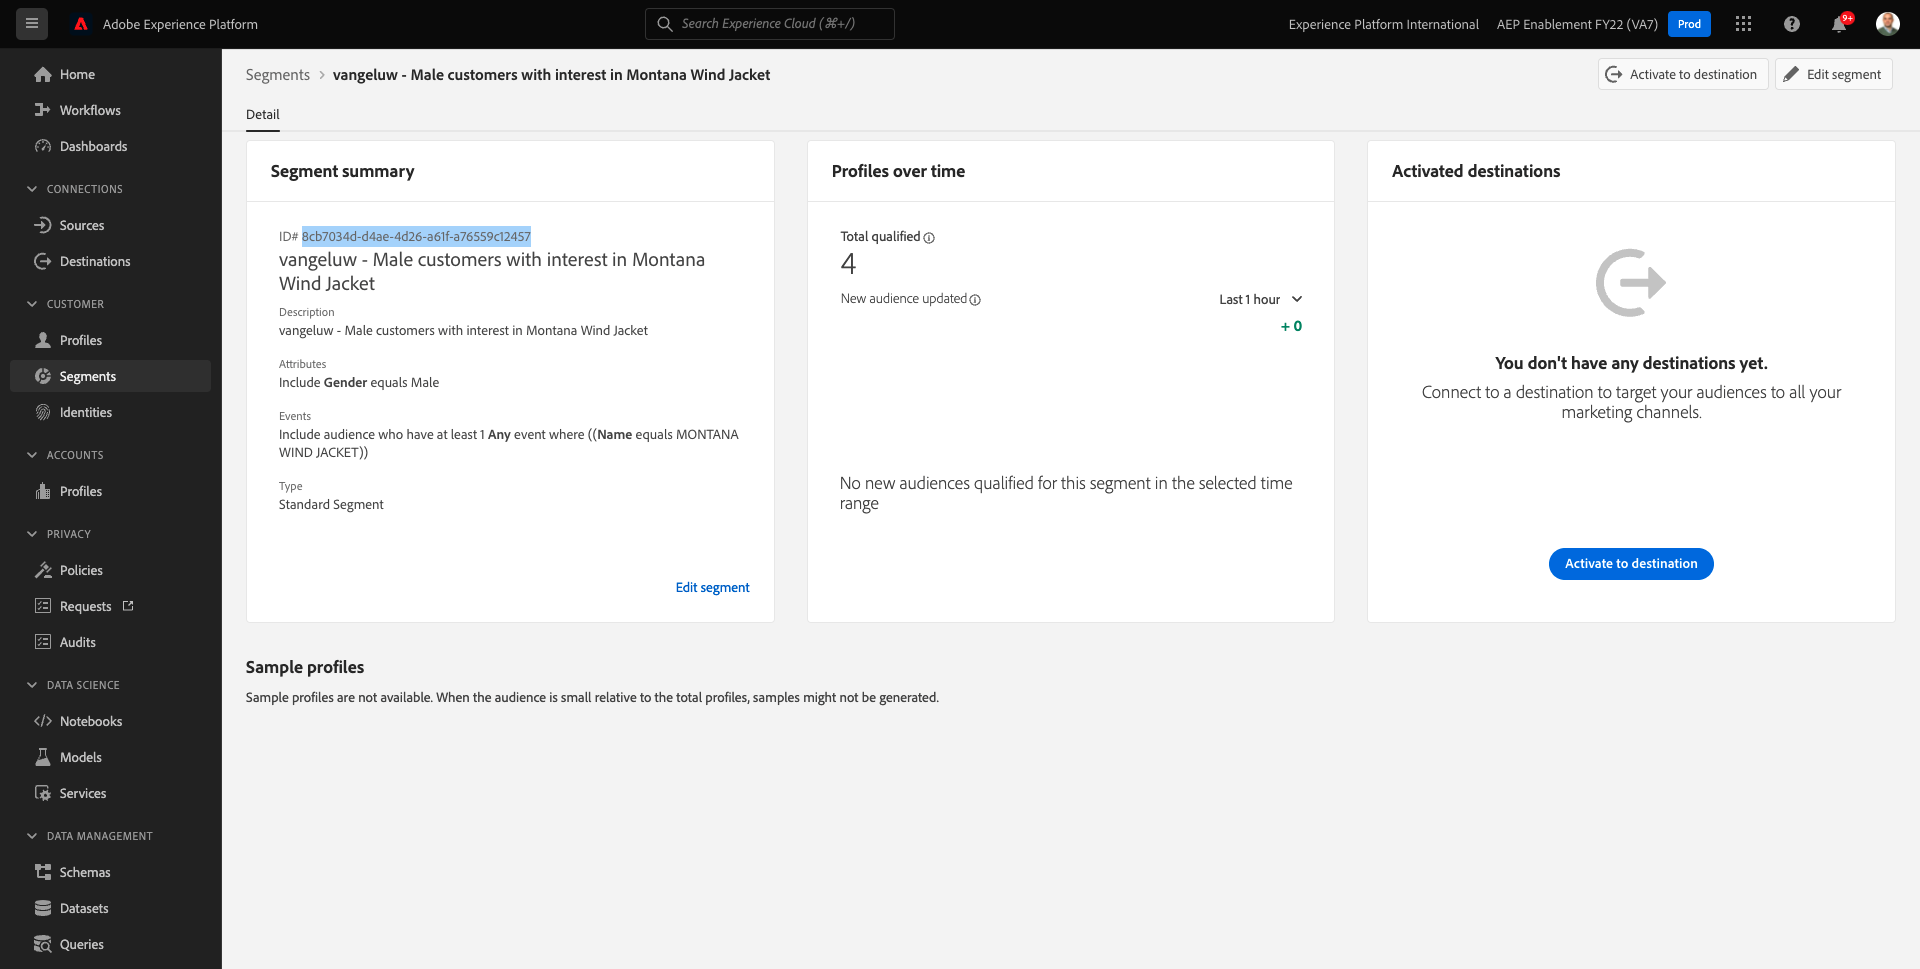 Adobe Experience Platform
Search Experience Cloud (⌘+/)
Experience Platform International
AEP Enablement FY22 (VA7)
Prod
9+
Home
Workflows
Dashboards
CONNECTIONS
Sources
Destinations
CUSTOMER
Profiles
Segments
Identities
ACCOUNTS
Profiles
PRIVACY
Policies
Requests
Audits
DATA SCIENCE
Notebooks
Models
Services
DATA MANAGEMENT
Schemas
Datasets
Queries
Segments > vangeluw - Male customers with interest in Montana Wind Jacket
Activate to destination
Edit segment
Detail
Segment summary
ID# 8cb7034d-d4ae-4d26-a61f-a76559c12457
vangeluw - Male customers with interest in Montana
Wind Jacket
Description
vangeluw - Male customers with interest in Montana Wind Jacket
Attributes
Include Gender equals Male
Events
Include audience who have at least 1 Any event where ((Name equals MONTANA
WIND JACKET))
Type
Standard Segment
Edit segment
Profiles over time
Total qualified
4
New audience updated
Last 1 hour
+ 0
No new audiences qualified for this segment in the selected time
range
Activated destinations
You don't have any destinations yet.
Connect to a destination to target your audiences to all your
marketing channels.
Activate to destination
Sample profiles
Sample profiles are not available. When the audience is small relative to the total profiles, samples might not be generated.